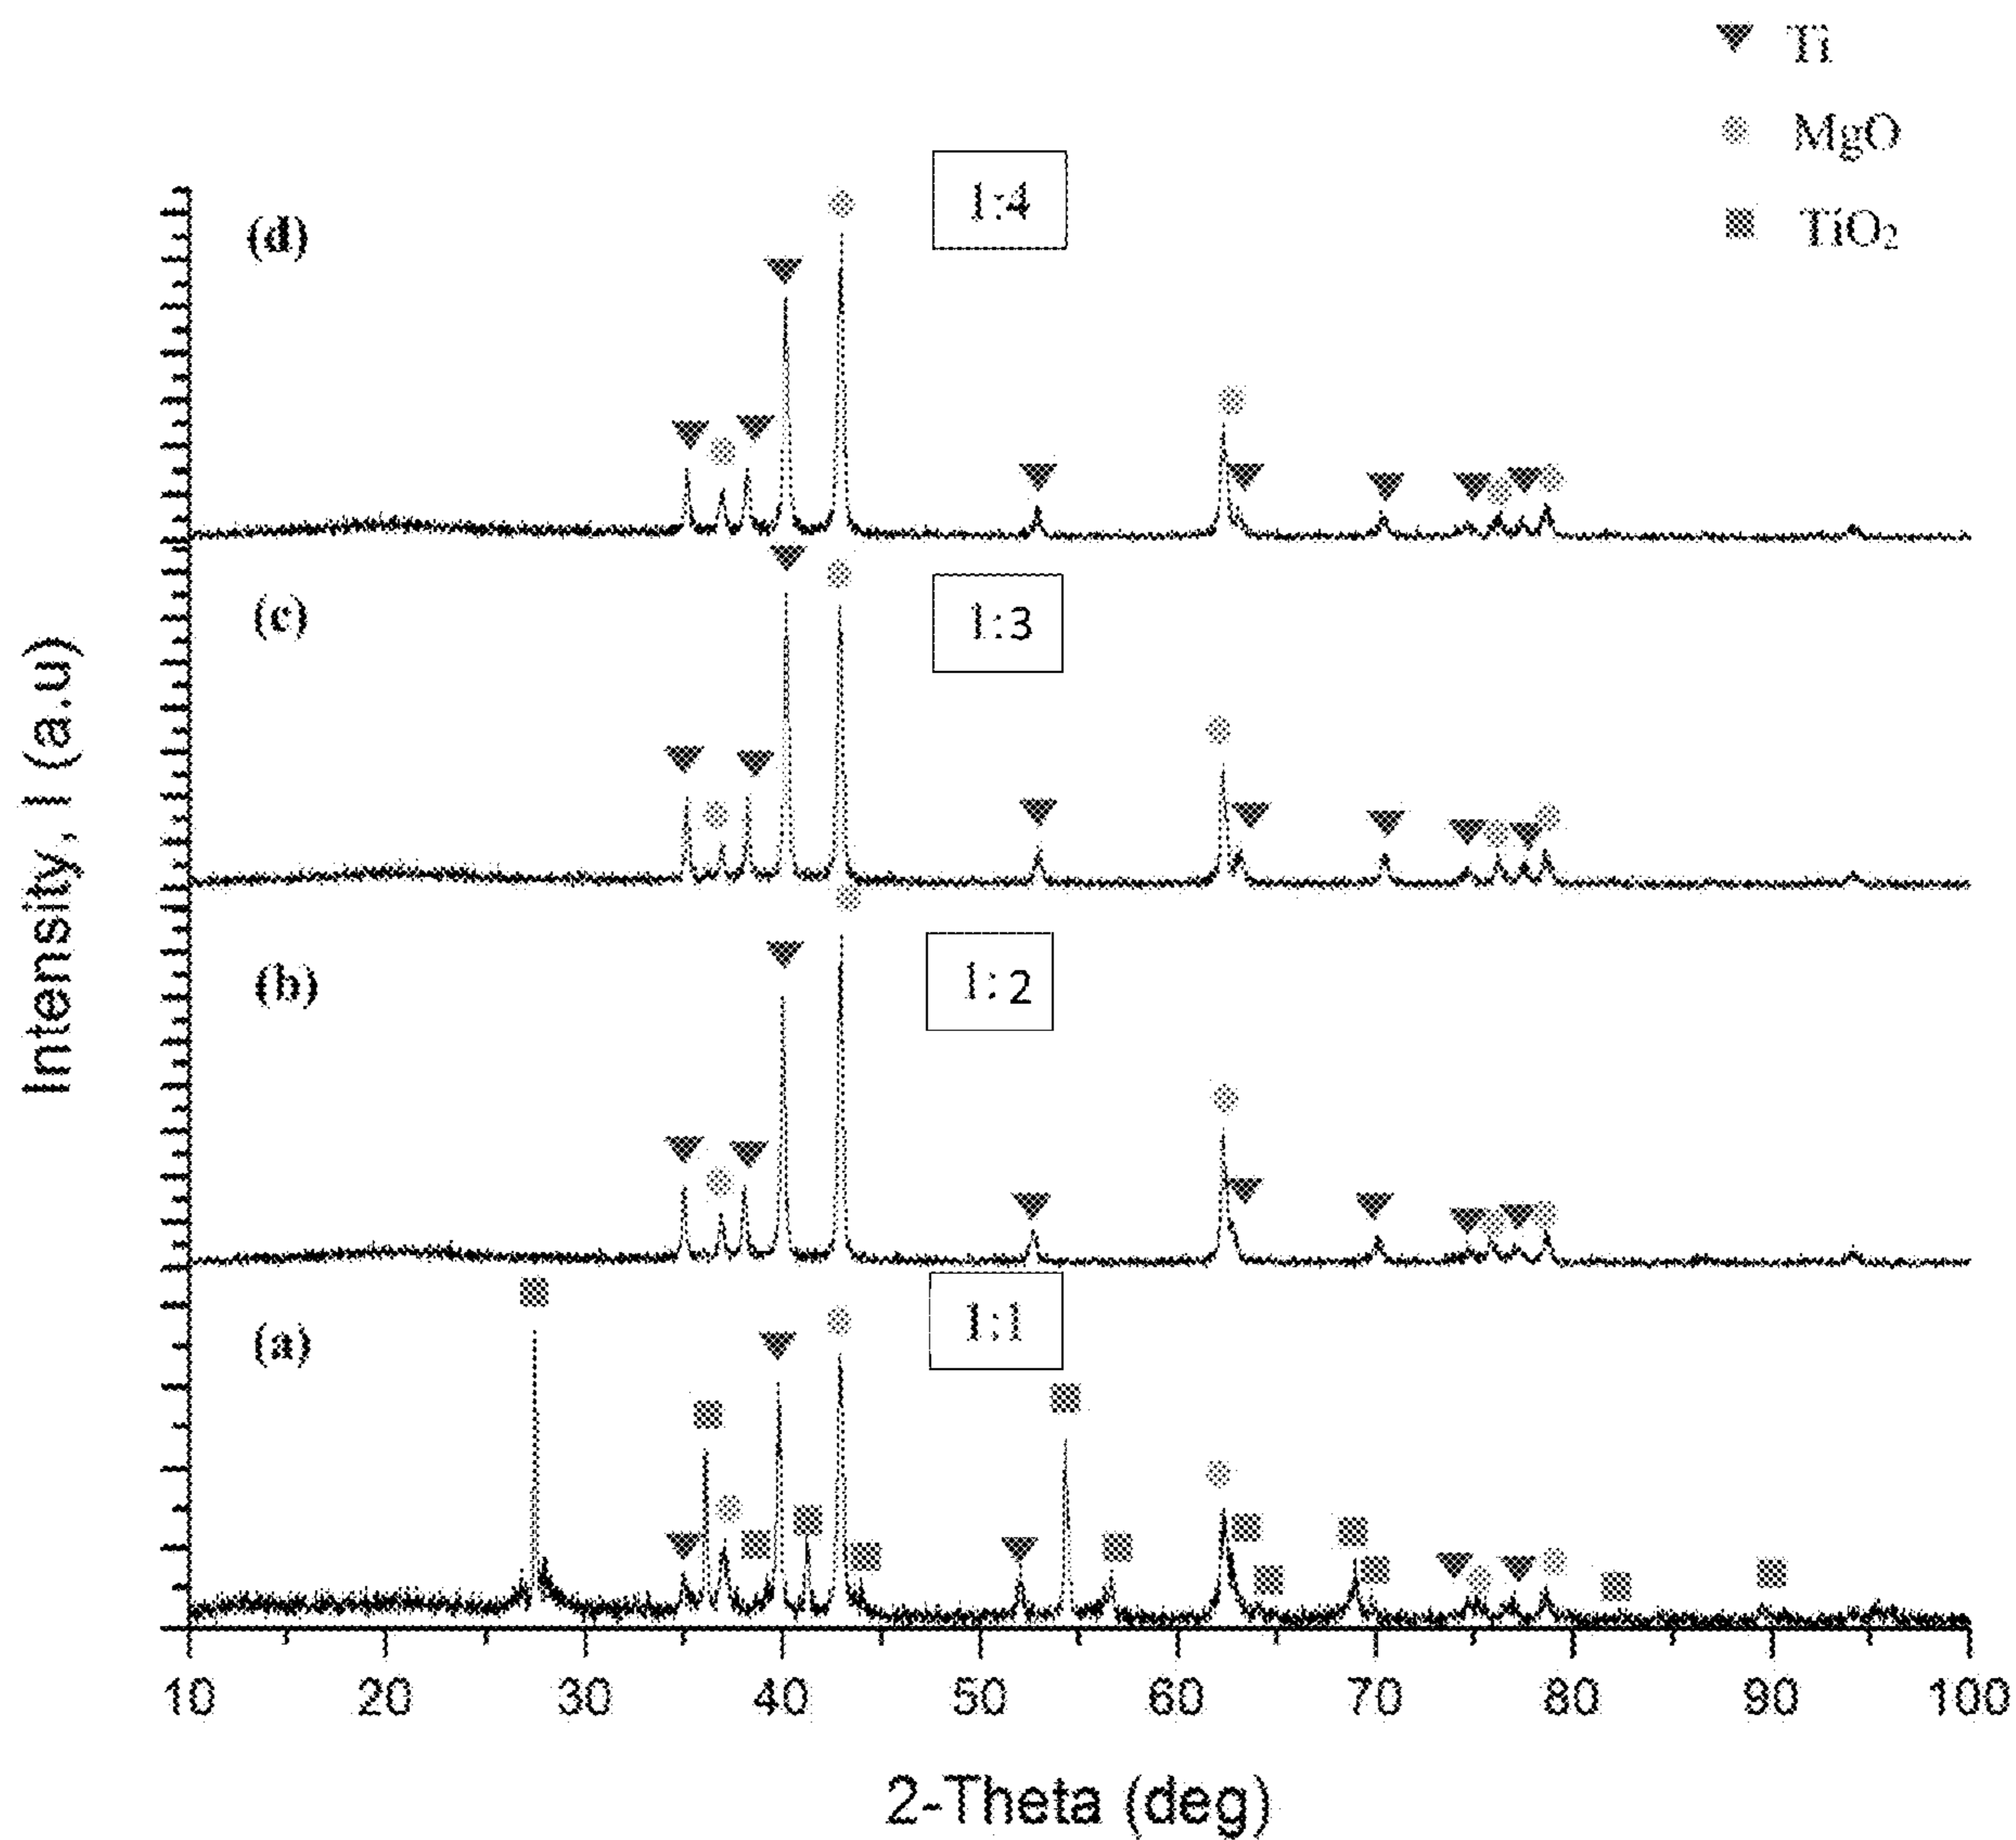 Ti
MgO
TiO₂
(d)
1:4
(c)
1:3
(b)
1:2
(a)
1:1
Intensity, I (a.u)
10 20 30 40 50 60 70 80 90 100
2-Theta (deg)